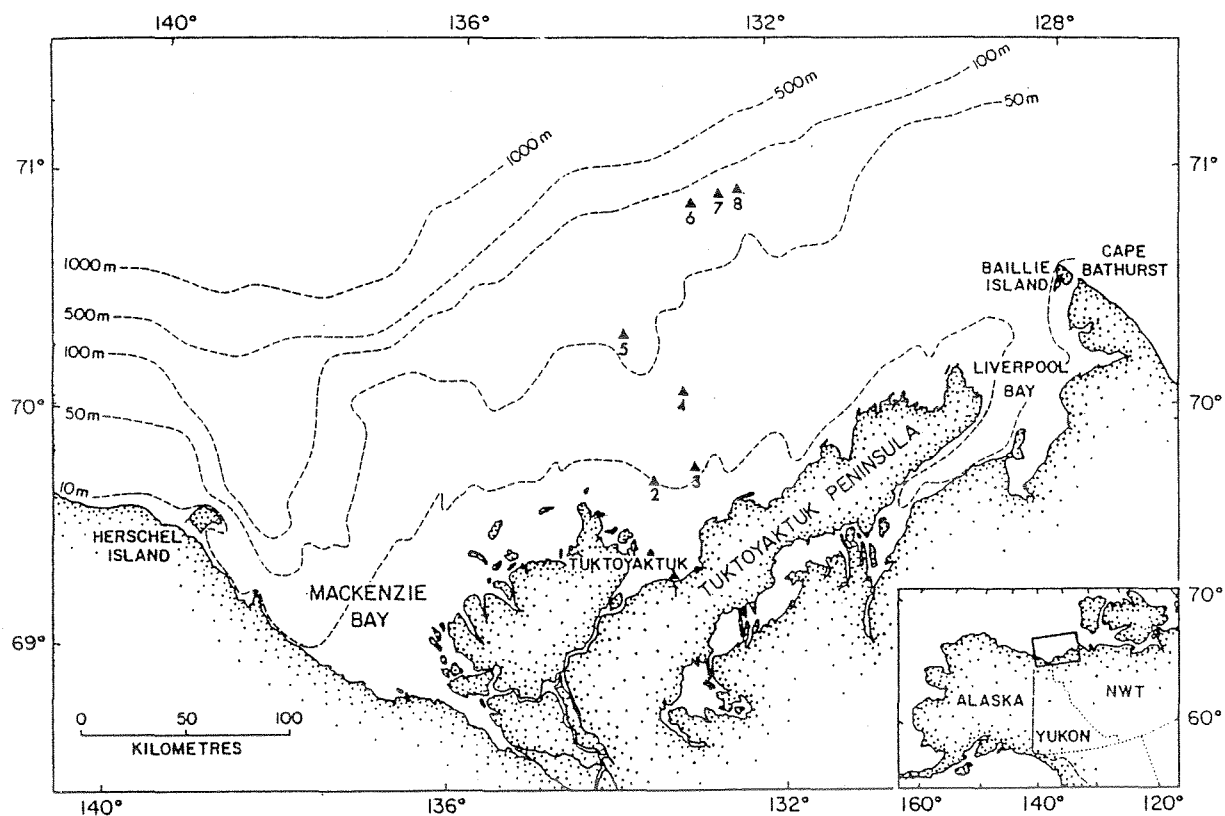 140° 136° 132° 128°
1000m 500m 100m 50m
71° 71°
6 7 8
1000m
500m
100m
50m
10m
5
4
3
2
BAILLIE
ISLAND
CAPE
BATHURST
LIVERPOOL
BAY
70° 70°
HERSCHEL
ISLAND
MACKENZIE
BAY
TUKTOYAKTUK
TUKTOYAKTUK PENINSULA
69°
0 50 100
KILOMETRES
70°
60°
ALASKA
YUKON
NWT
160° 140° 120°
140° 136° 132°